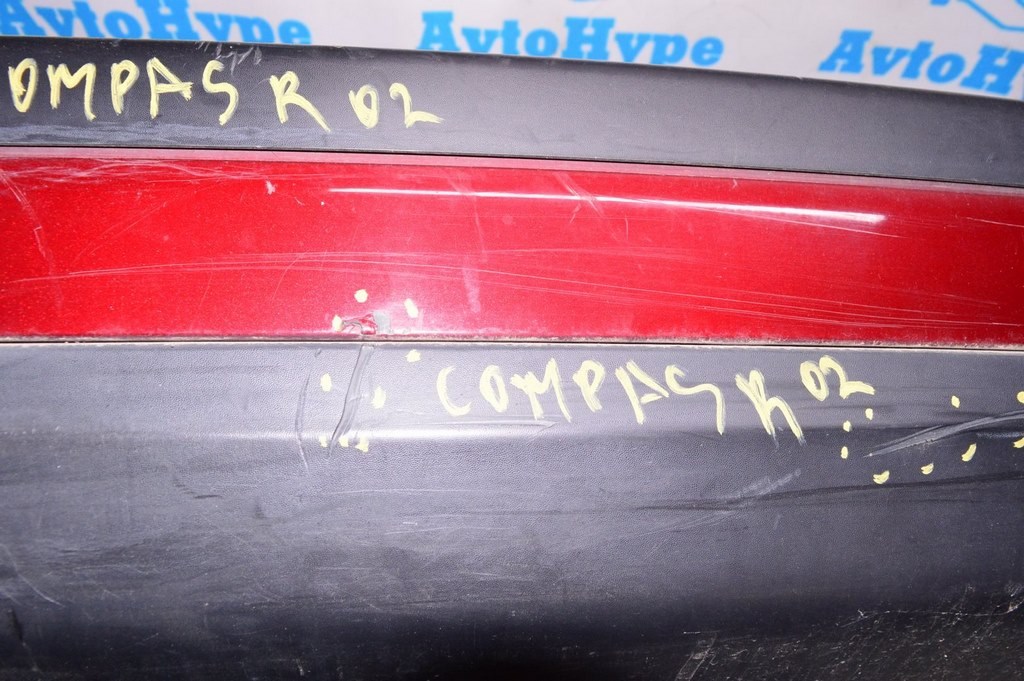 AvtoHype AvtoHype AvtoH
OMPAS R 02
COMPAS R 02